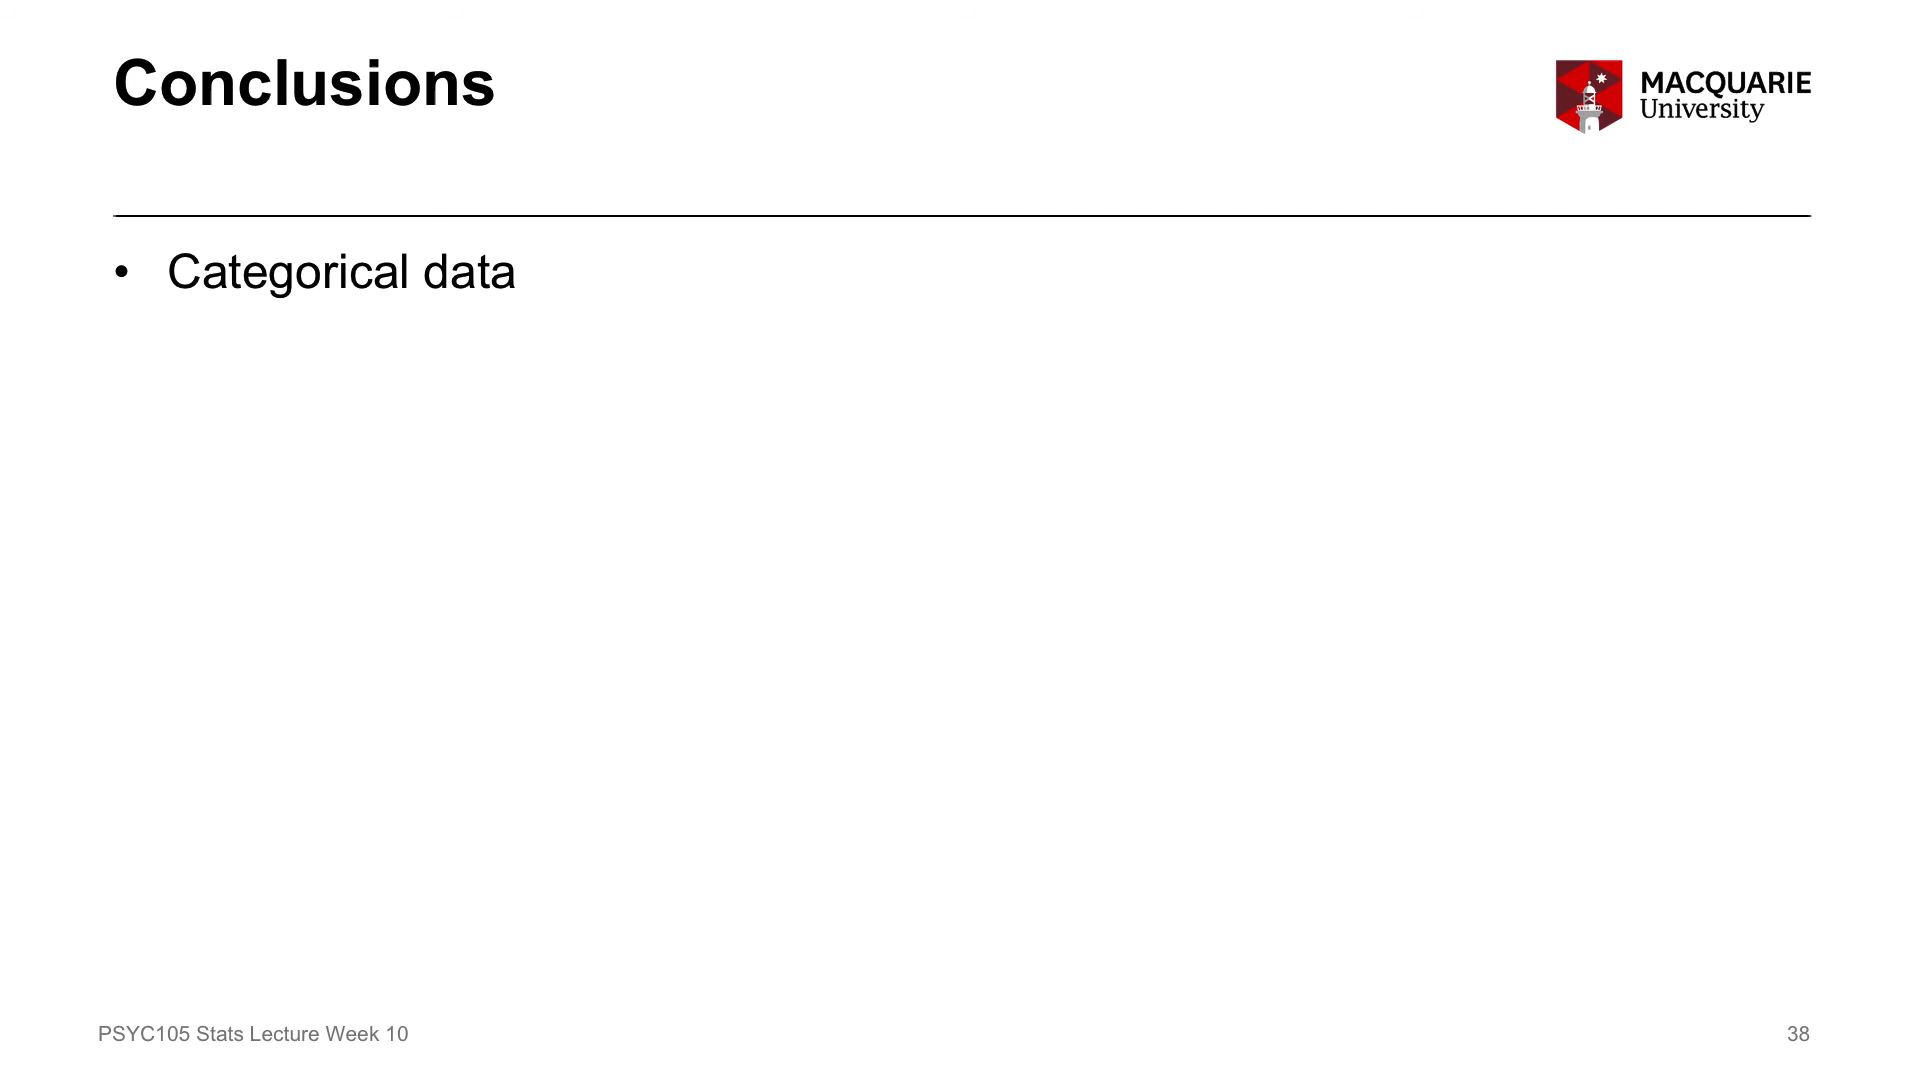 Conclusions
MACQUARIE
University
• Categorical data
PSYC105 Stats Lecture Week 10
38